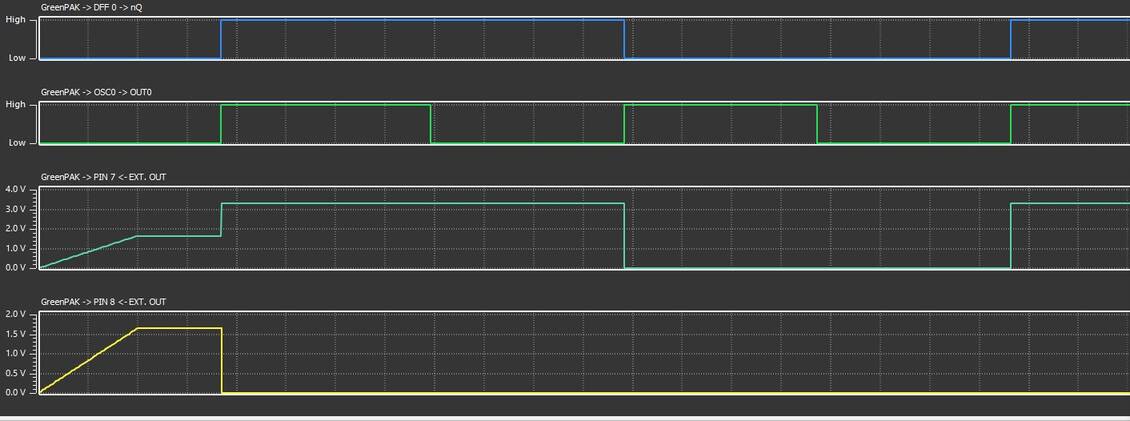 GreenPAK -> DFF 0 -> nQ
High
Low
GreenPAK -> OSC0 -> OUT0
High
Low
GreenPAK -> PIN 7 <- EXT. OUT
4.0 V
3.0 V
2.0 V
1.0 V
0.0 V
GreenPAK -> PIN 8 <- EXT. OUT
2.0 V
1.5 V
1.0 V
0.5 V
0.0 V